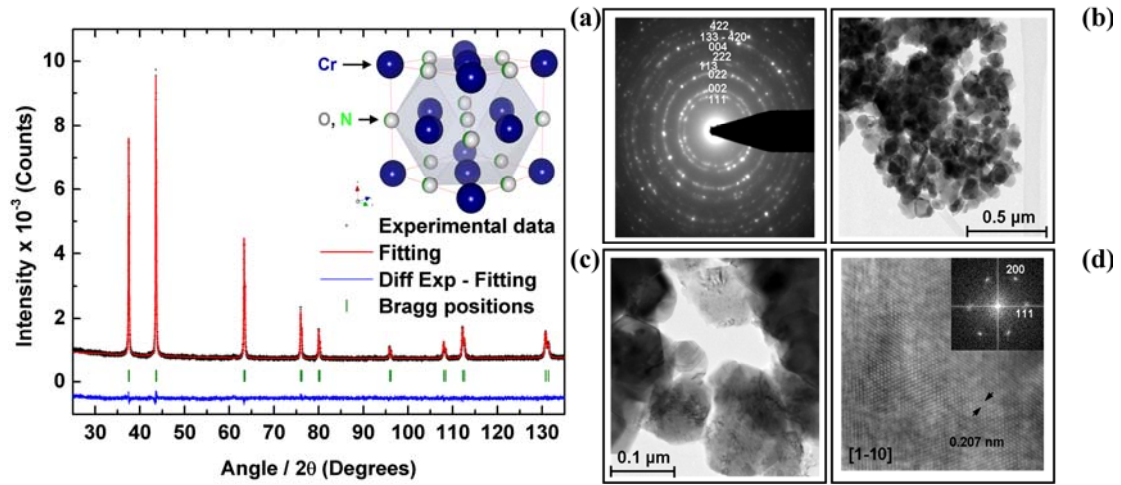 Intensity x 10⁻³ (Counts)
10
8
6
4
2
0
30 40 50 60 70 80 90 100 110 120 130
Angle / 2θ (Degrees)
Cr
O, N
Experimental data
Fitting
Diff Exp - Fitting
Bragg positions
(a)
422
133 - 420
004
222
113
022
002
111
(b)
0.5 μm
(c)
0.1 μm
(d)
200
111
0.207 nm
[1-10]